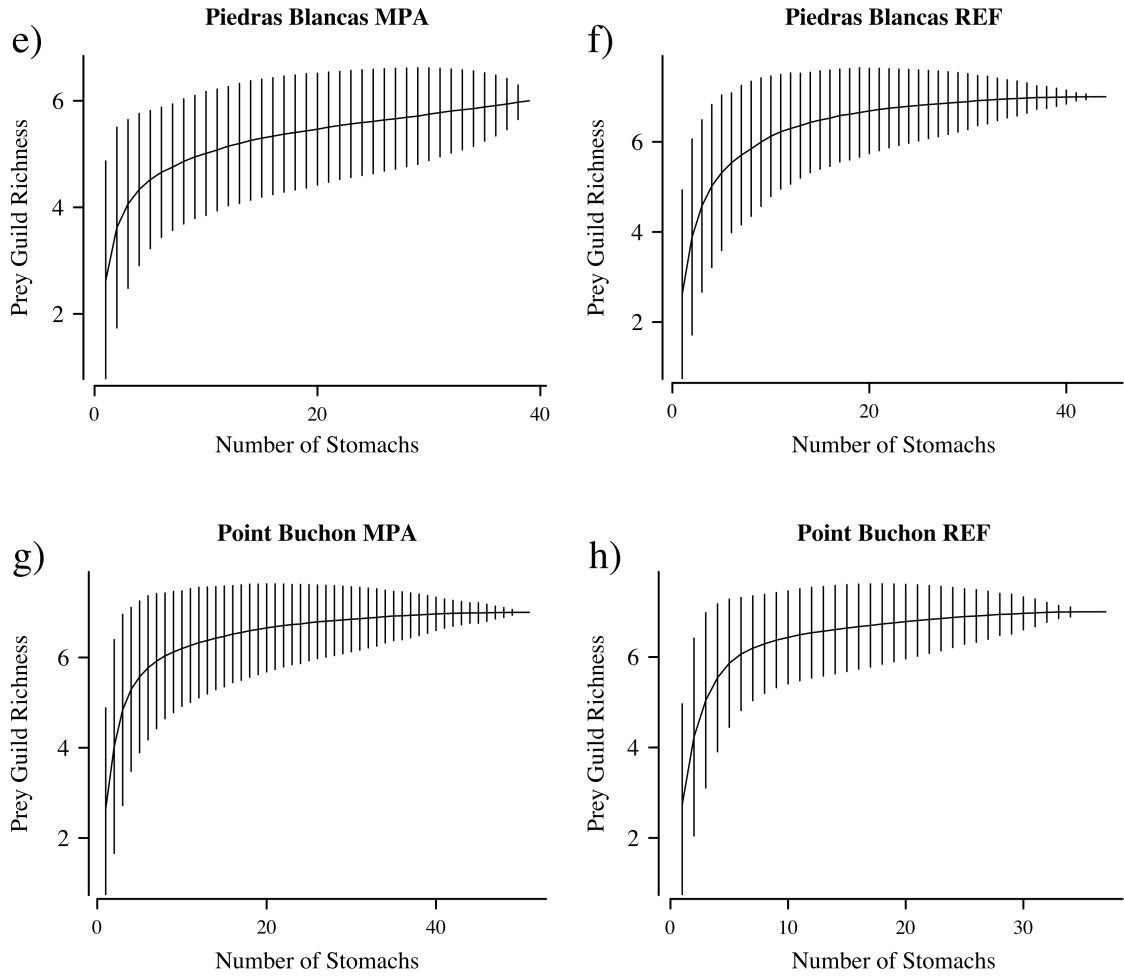 Piedras Blancas MPA
e)
Prey Guild Richness
6
4
2
0 20 40
Number of Stomachs
Piedras Blancas REF
f)
Prey Guild Richness
6
4
2
0 20 40
Number of Stomachs
Point Buchon MPA
g)
Prey Guild Richness
6
4
2
0 20 40
Number of Stomachs
Point Buchon REF
h)
Prey Guild Richness
6
4
2
0 10 20 30
Number of Stomachs